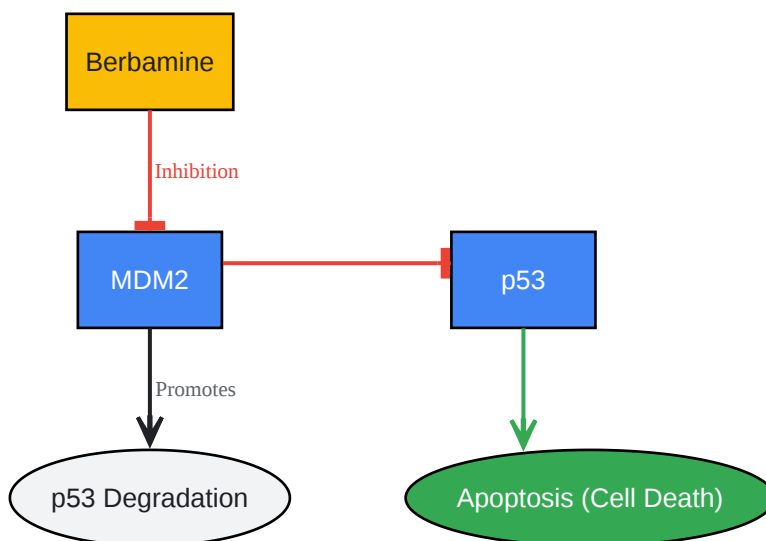 Berbamine
Inhibition
MDM2
p53
Promotes
p53 Degradation
Apoptosis (Cell Death)